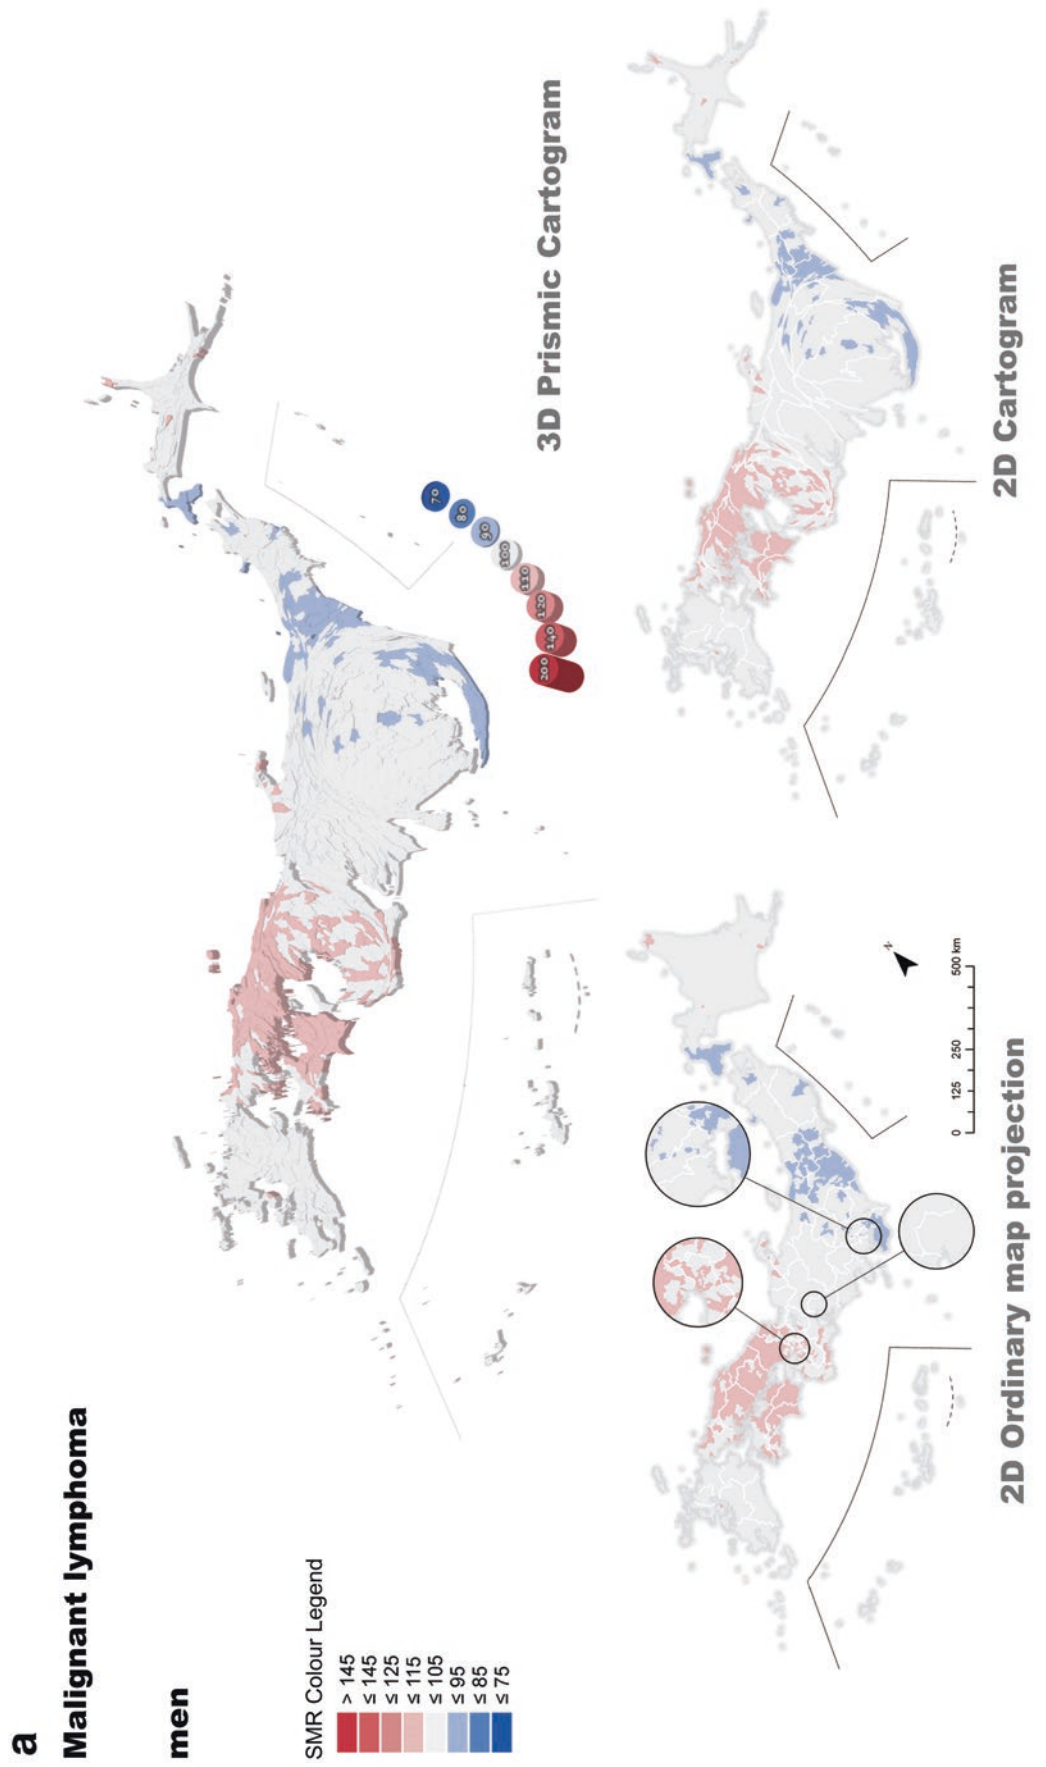 a
Malignant lymphoma
men
SMR Colour Legend
> 145
≤ 145
≤ 125
≤ 115
≤ 105
≤ 95
≤ 85
≤ 75
200
140
120
110
100
90
80
70
3D Prismic Cartogram
N
0 125 250 500 km
2D Ordinary map projection
2D Cartogram